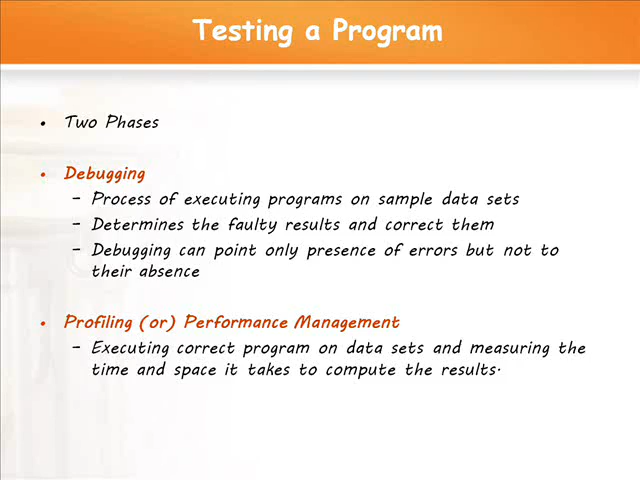 Testing a Program
• Two Phases
• Debugging
– Process of executing programs on sample data sets
– Determines the faulty results and correct them
– Debugging can point only presence of errors but not to
their absence
• Profiling (or) Performance Management
– Executing correct program on data sets and measuring the
time and space it takes to compute the results.